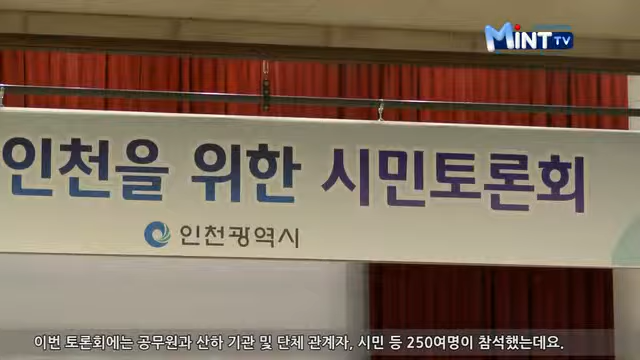 MINT TV
인천을 위한 시민토론회
인천광역시
이번 토론회에는 공무원과 산하 기관 및 단체 관계자, 시민 등 250여명이 참석했는데요.